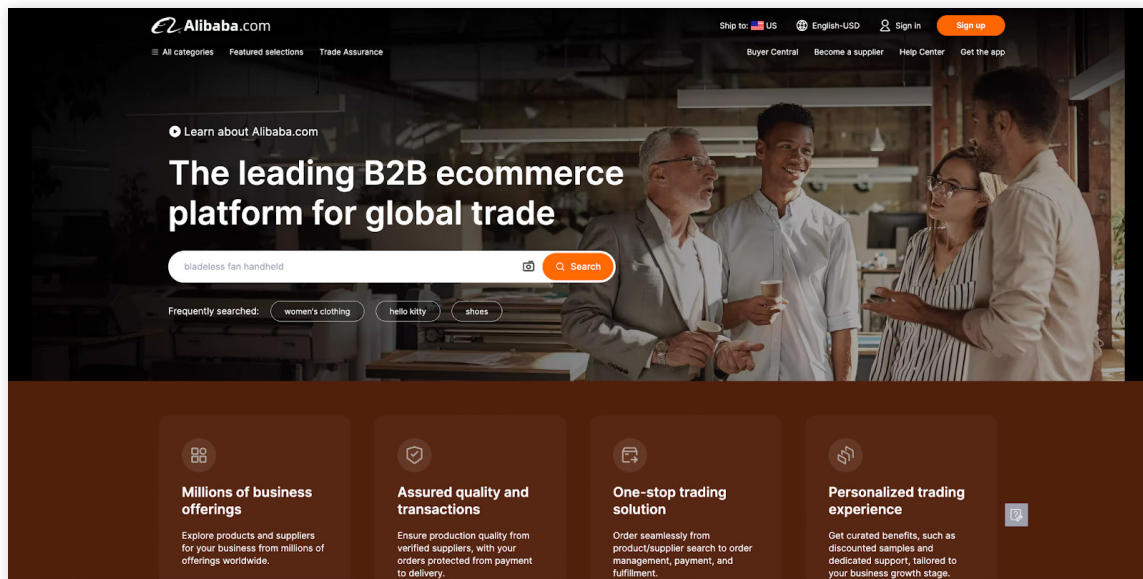 Alibaba.com
Ship to: US English-USD Sign in Sign up
All categories Featured selections Trade Assurance
Buyer Central Become a supplier Help Center Get the app
Learn about Alibaba.com
The leading B2B ecommerce
platform for global trade
bladeless fan handheld
Search
Frequently searched: women's clothing hello kitty shoes
Millions of business
offerings
Explore products and suppliers
for your business from millions of
offerings worldwide.
Assured quality and
transactions
Ensure production quality from
verified suppliers, with your
orders protected from payment
to delivery.
One-stop trading
solution
Order seamlessly from
product/supplier search to order
management, payment, and
fulfillment.
Personalized trading
experience
Get curated benefits, such as
discounted samples and
dedicated support, tailored to
your business growth stage.